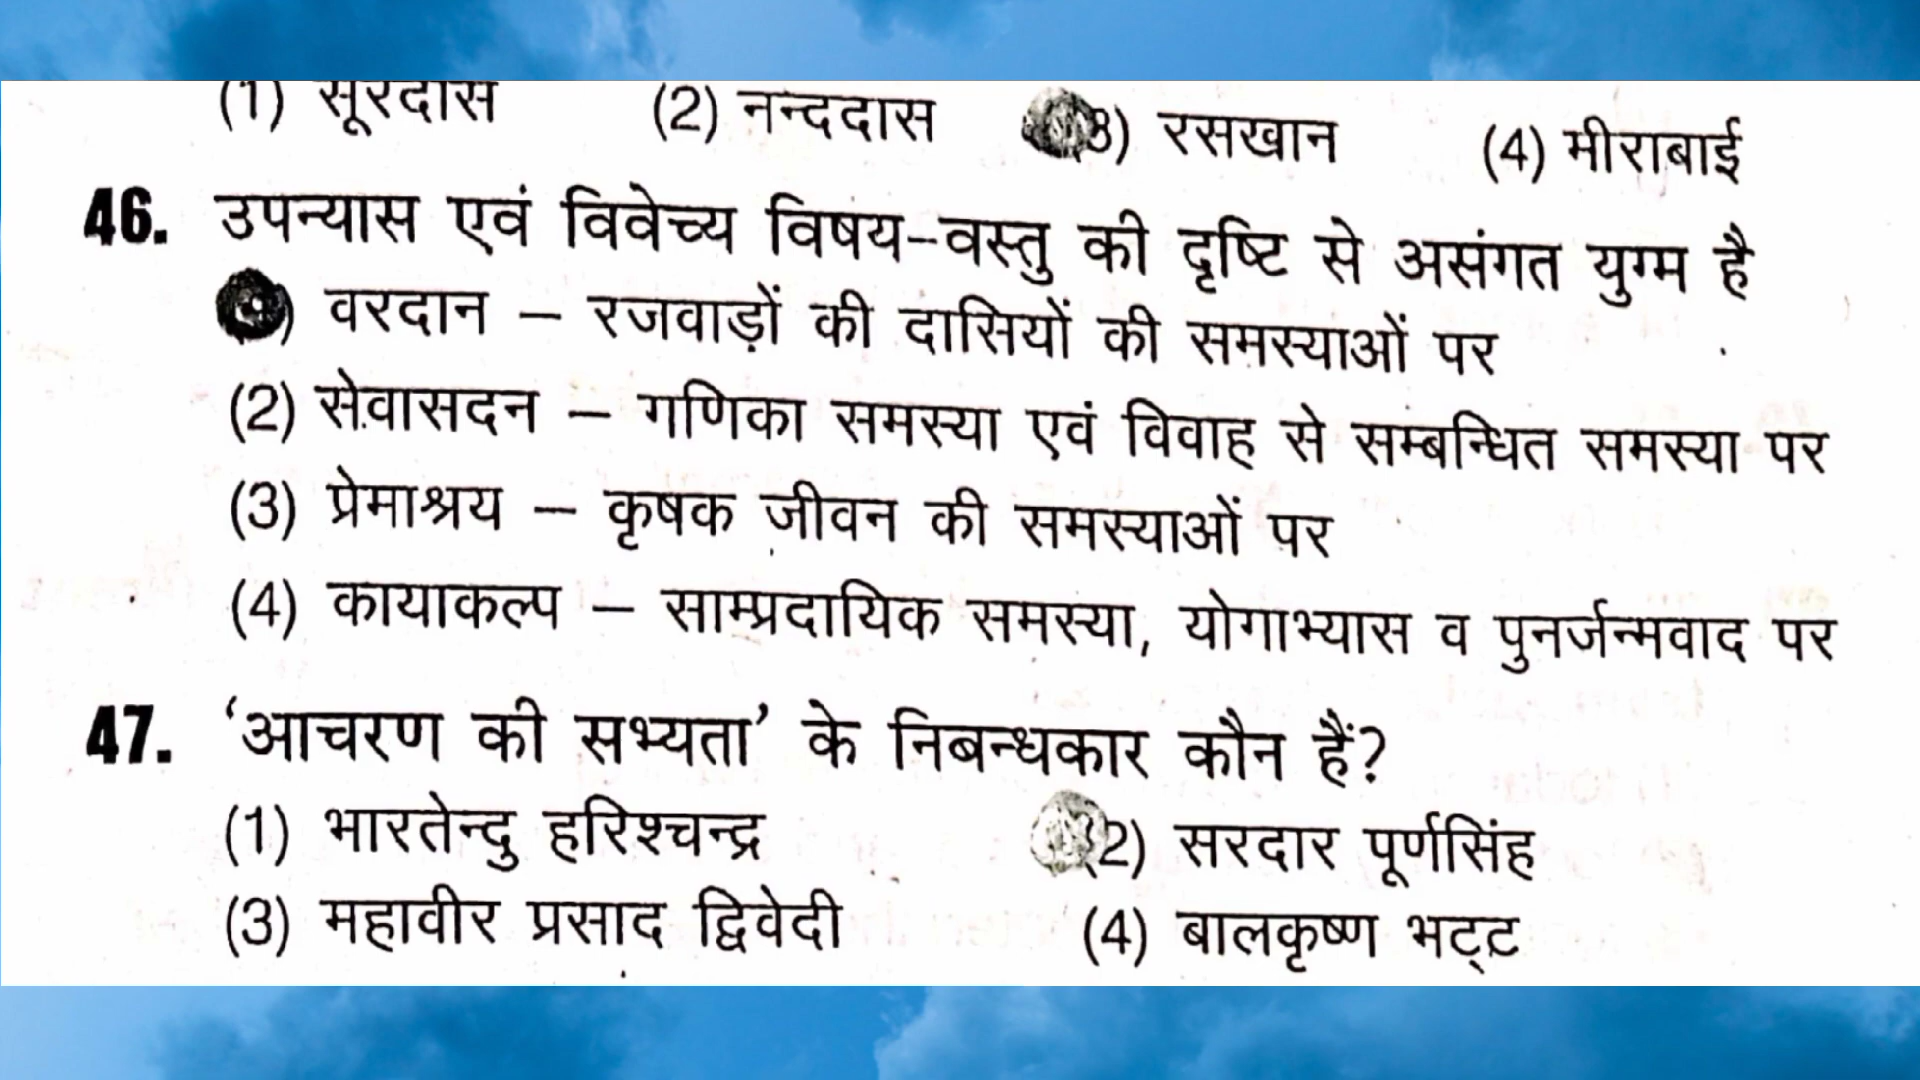 (1) सूरदास (2) नन्ददास 3) रसखान (4) मीराबाई
46. उपन्यास एवं विवेच्य विषय-वस्तु की दृष्टि से असंगत युग्म है
) वरदान – रजवाड़ों की दासियों की समस्याओं पर
(2) सेवासदन – गणिका समस्या एवं विवाह से सम्बन्धित समस्या पर
(3) प्रेमाश्रय – कृषक जीवन की समस्याओं पर
(4) कायाकल्प – साम्प्रदायिक समस्या, योगाभ्यास व पुनर्जन्मवाद पर
47. ‘आचरण की सभ्यता’ के निबन्धकार कौन हैं?
(1) भारतेन्दु हरिश्चन्द्र (2) सरदार पूर्णसिंह
(3) महावीर प्रसाद द्विवेदी (4) बालकृष्ण भट्ट